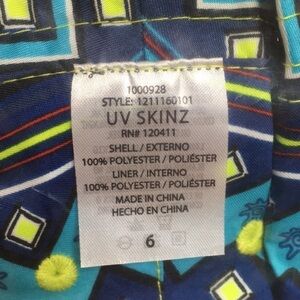 1000928
STYLE: 1211160101
UV SKINZ
RN# 120411
SHELL / EXTERNO
100% POLYESTER / POLIÉSTER
LINER / INTERNO
100% POLYESTER / POLIÉSTER
MADE IN CHINA
HECHO EN CHINA
6